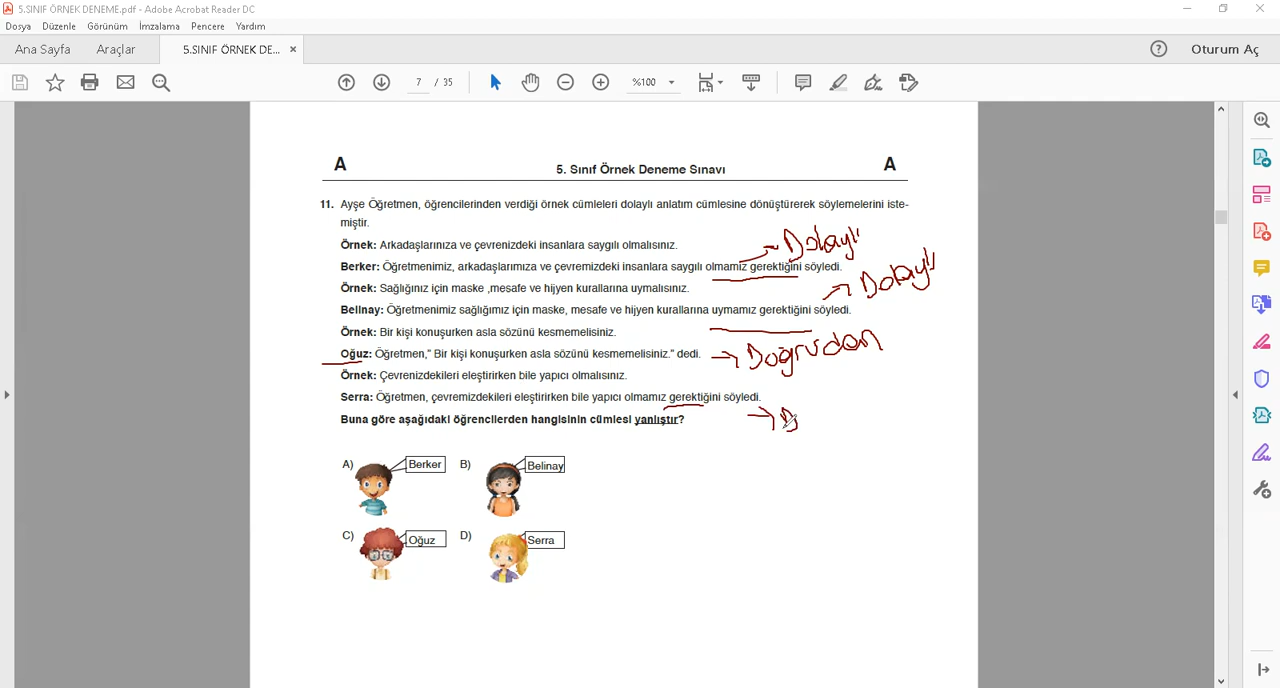 5.SINIF ÖRNEK DENEME.pdf - Adobe Acrobat Reader DC
Dosya Düzenle Görünüm İmzalama Pencere Yardım
Ana Sayfa Araçlar 5.SINIF ÖRNEK DE... × ? Oturum Aç
7 / 35 %100
A 5. Sınıf Örnek Deneme Sınavı A
11. Ayşe Öğretmen, öğrencilerinden verdiği örnek cümleleri dolaylı anlatım cümlesine dönüştürerek söylemelerini iste-
miştir.
Örnek: Arkadaşlarınıza ve çevrenizdeki insanlara saygılı olmalısınız.
Dolaylı
Berker: Öğretmenimiz, arkadaşlarımıza ve çevremizdeki insanlara saygılı olmamız gerektiğini söyledi.
Örnek: Sağlığınız için maske ,mesafe ve hijyen kurallarına uymalısınız.
Dolaylı
Belinay: Öğretmenimiz sağlığımız için maske, mesafe ve hijyen kurallarına uymamız gerektiğini söyledi.
Örnek: Bir kişi konuşurken asla sözünü kesmemelisiniz.
Oğuz: Öğretmen,” Bir kişi konuşurken asla sözünü kesmemelisiniz.” dedi. → Doğrudan
Örnek: Çevrenizdekileri eleştirirken bile yapıcı olmalısınız.
Serra: Öğretmen, çevremizdekileri eleştirirken bile yapıcı olmamız gerektiğini söyledi.
Buna göre aşağıdaki öğrencilerden hangisinin cümlesi yanlıştır? → D
A) Berker B) Belinay
C) Oğuz D) Serra